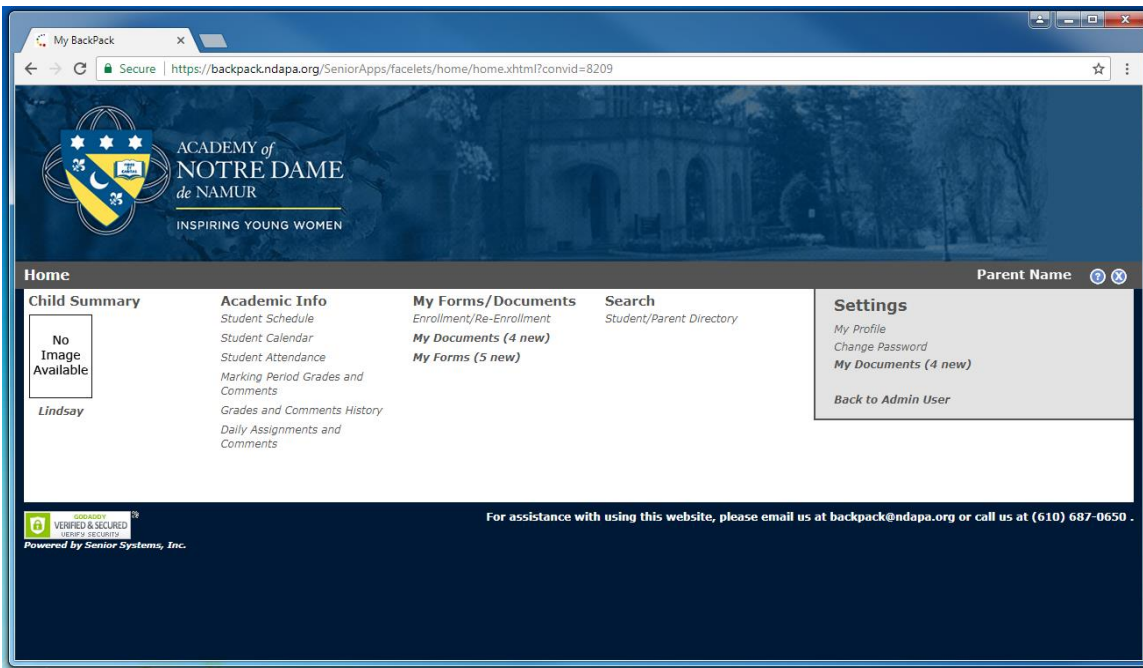 My BackPack
Secure | https://backpack.ndapa.org/SeniorApps/facelets/home/home.xhtml?convid=8209
ACADEMY of
NOTRE DAME
de NAMUR
INSPIRING YOUNG WOMEN
Home
Parent Name
Child Summary
No
Image
Available
Lindsay
Academic Info
Student Schedule
Student Calendar
Student Attendance
Marking Period Grades and
Comments
Grades and Comments History
Daily Assignments and
Comments
My Forms/Documents
Enrollment/Re-Enrollment
My Documents (4 new)
My Forms (5 new)
Search
Student/Parent Directory
Settings
My Profile
Change Password
My Documents (4 new)
Back to Admin User
GODADDY
VERIFIED & SECURED
VERIFY SECURITY
Powered by Senior Systems, Inc.
For assistance with using this website, please email us at backpack@ndapa.org or call us at (610) 687-0650 .